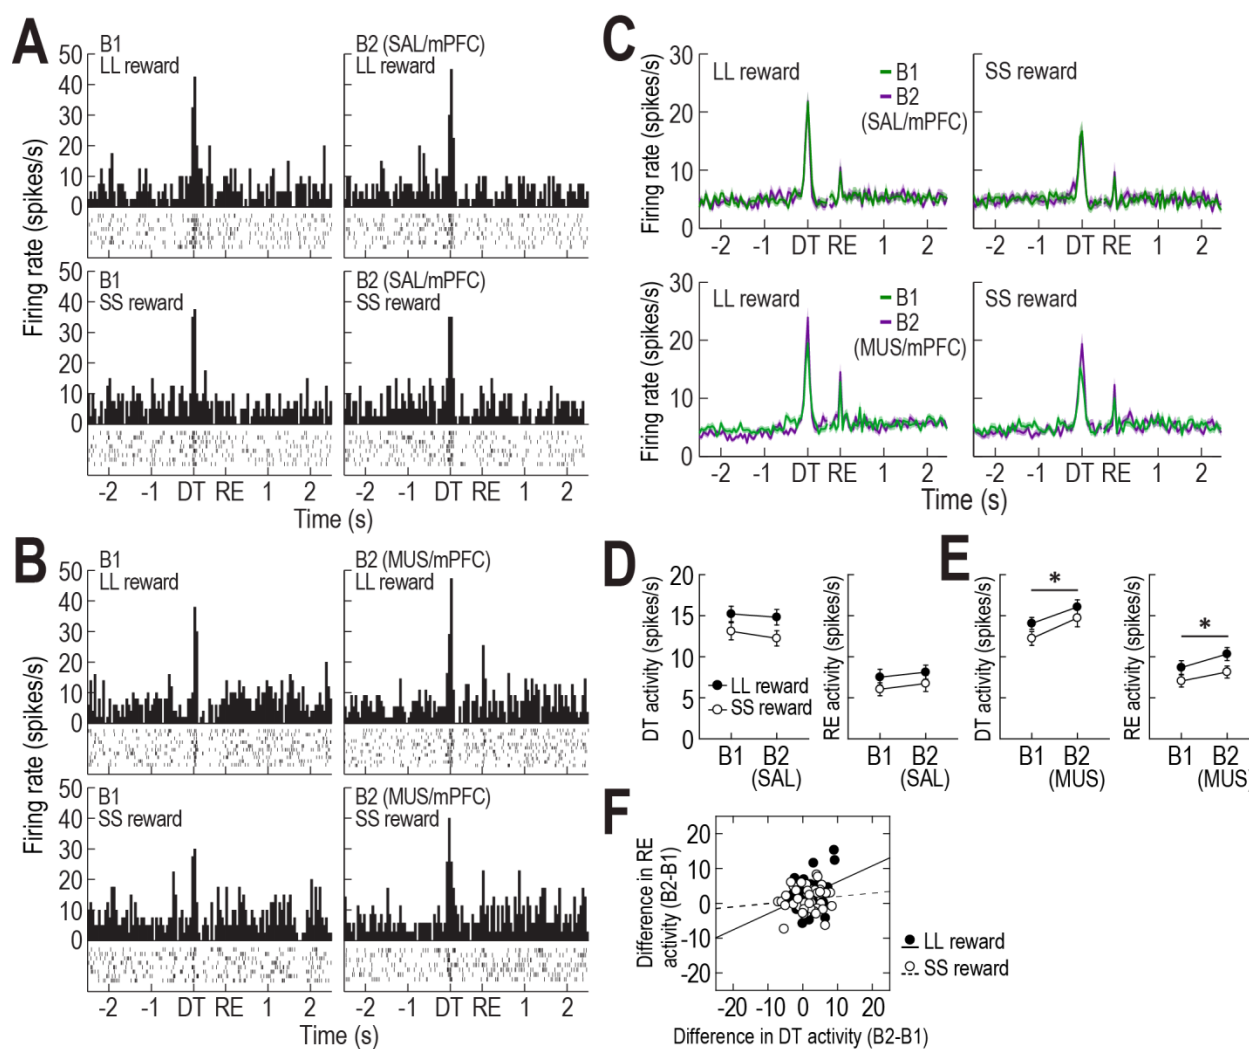 A
B1
LL reward
B2 (SAL/mPFC)
LL reward
50
40
30
20
10
0
B1
SS reward
B2 (SAL/mPFC)
SS reward
50
40
30
20
10
0
Firing rate (spikes/s)
-2 -1 DT RE 1 2
-2 -1 DT RE 1 2
Time (s)
B
B1
LL reward
B2 (MUS/mPFC)
LL reward
50
40
30
20
10
0
B1
SS reward
B2 (MUS/mPFC)
SS reward
50
40
30
20
10
0
Firing rate (spikes/s)
-2 -1 DT RE 1 2
-2 -1 DT RE 1 2
Time (s)
C
LL reward
B1
B2
(SAL/mPFC)
SS reward
30
20
10
0
Firing rate (spikes/s)
-2 -1 DT RE 1 2
-2 -1 DT RE 1 2
LL reward
B1
B2
(MUS/mPFC)
SS reward
30
20
10
0
Firing rate (spikes/s)
-2 -1 DT RE 1 2
-2 -1 DT RE 1 2
Time (s)
D
20
15
10
5
0
DT activity (spikes/s)
LL reward
SS reward
B1 B2
(SAL)
RE activity (spikes/s)
B1 B2
(SAL)
E
DT activity (spikes/s)
*
B1 B2
(MUS)
RE activity (spikes/s)
*
B1 B2
(MUS)
F
20
10
0
-10
-20
Difference in RE
activity (B2-B1)
-20 -10 0 10 20
Difference in DT activity (B2-B1)
LL reward
SS reward